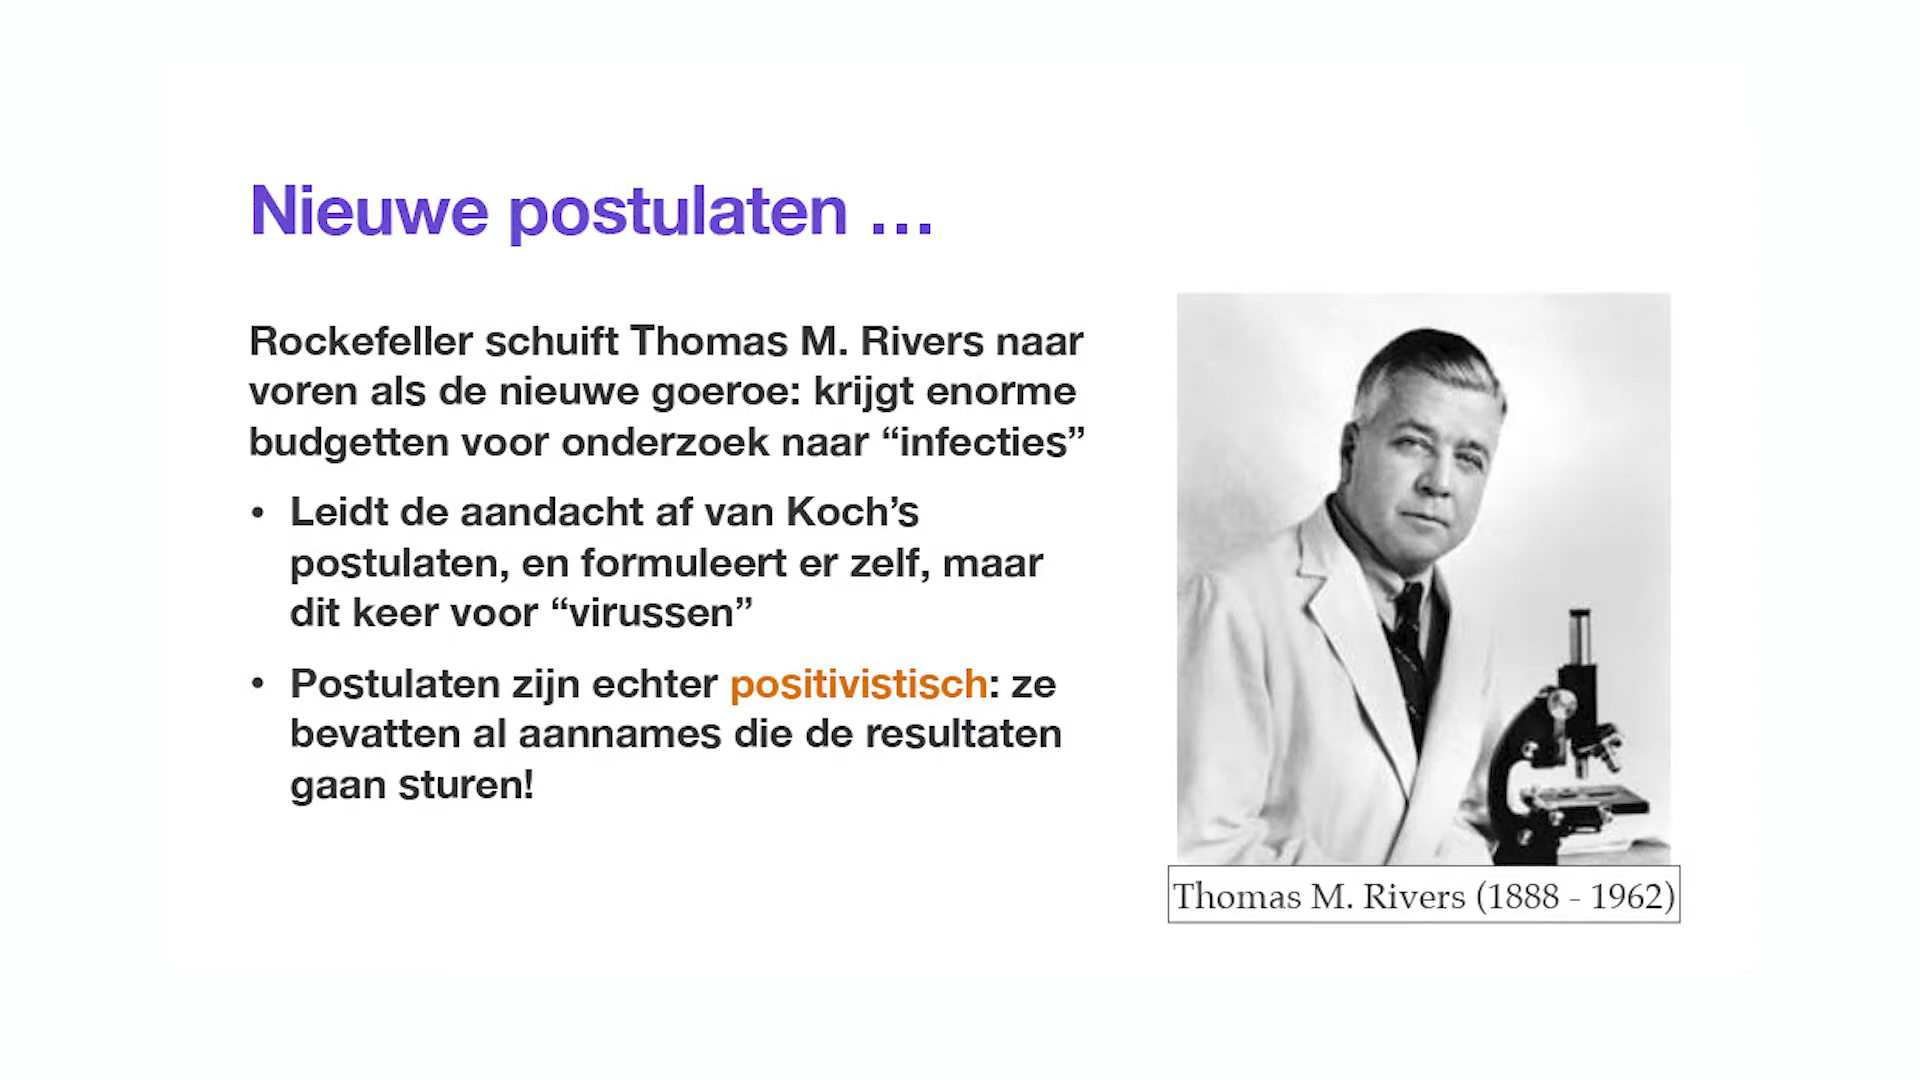 Nieuwe postulaten …
Rockefeller schuift Thomas M. Rivers naar
voren als de nieuwe goeroe: krijgt enorme
budgetten voor onderzoek naar “infecties”
• Leidt de aandacht af van Koch’s
postulaten, en formuleert er zelf, maar
dit keer voor “virussen”
• Postulaten zijn echter positivistisch: ze
bevatten al aannames die de resultaten
gaan sturen!
Thomas M. Rivers (1888 - 1962)